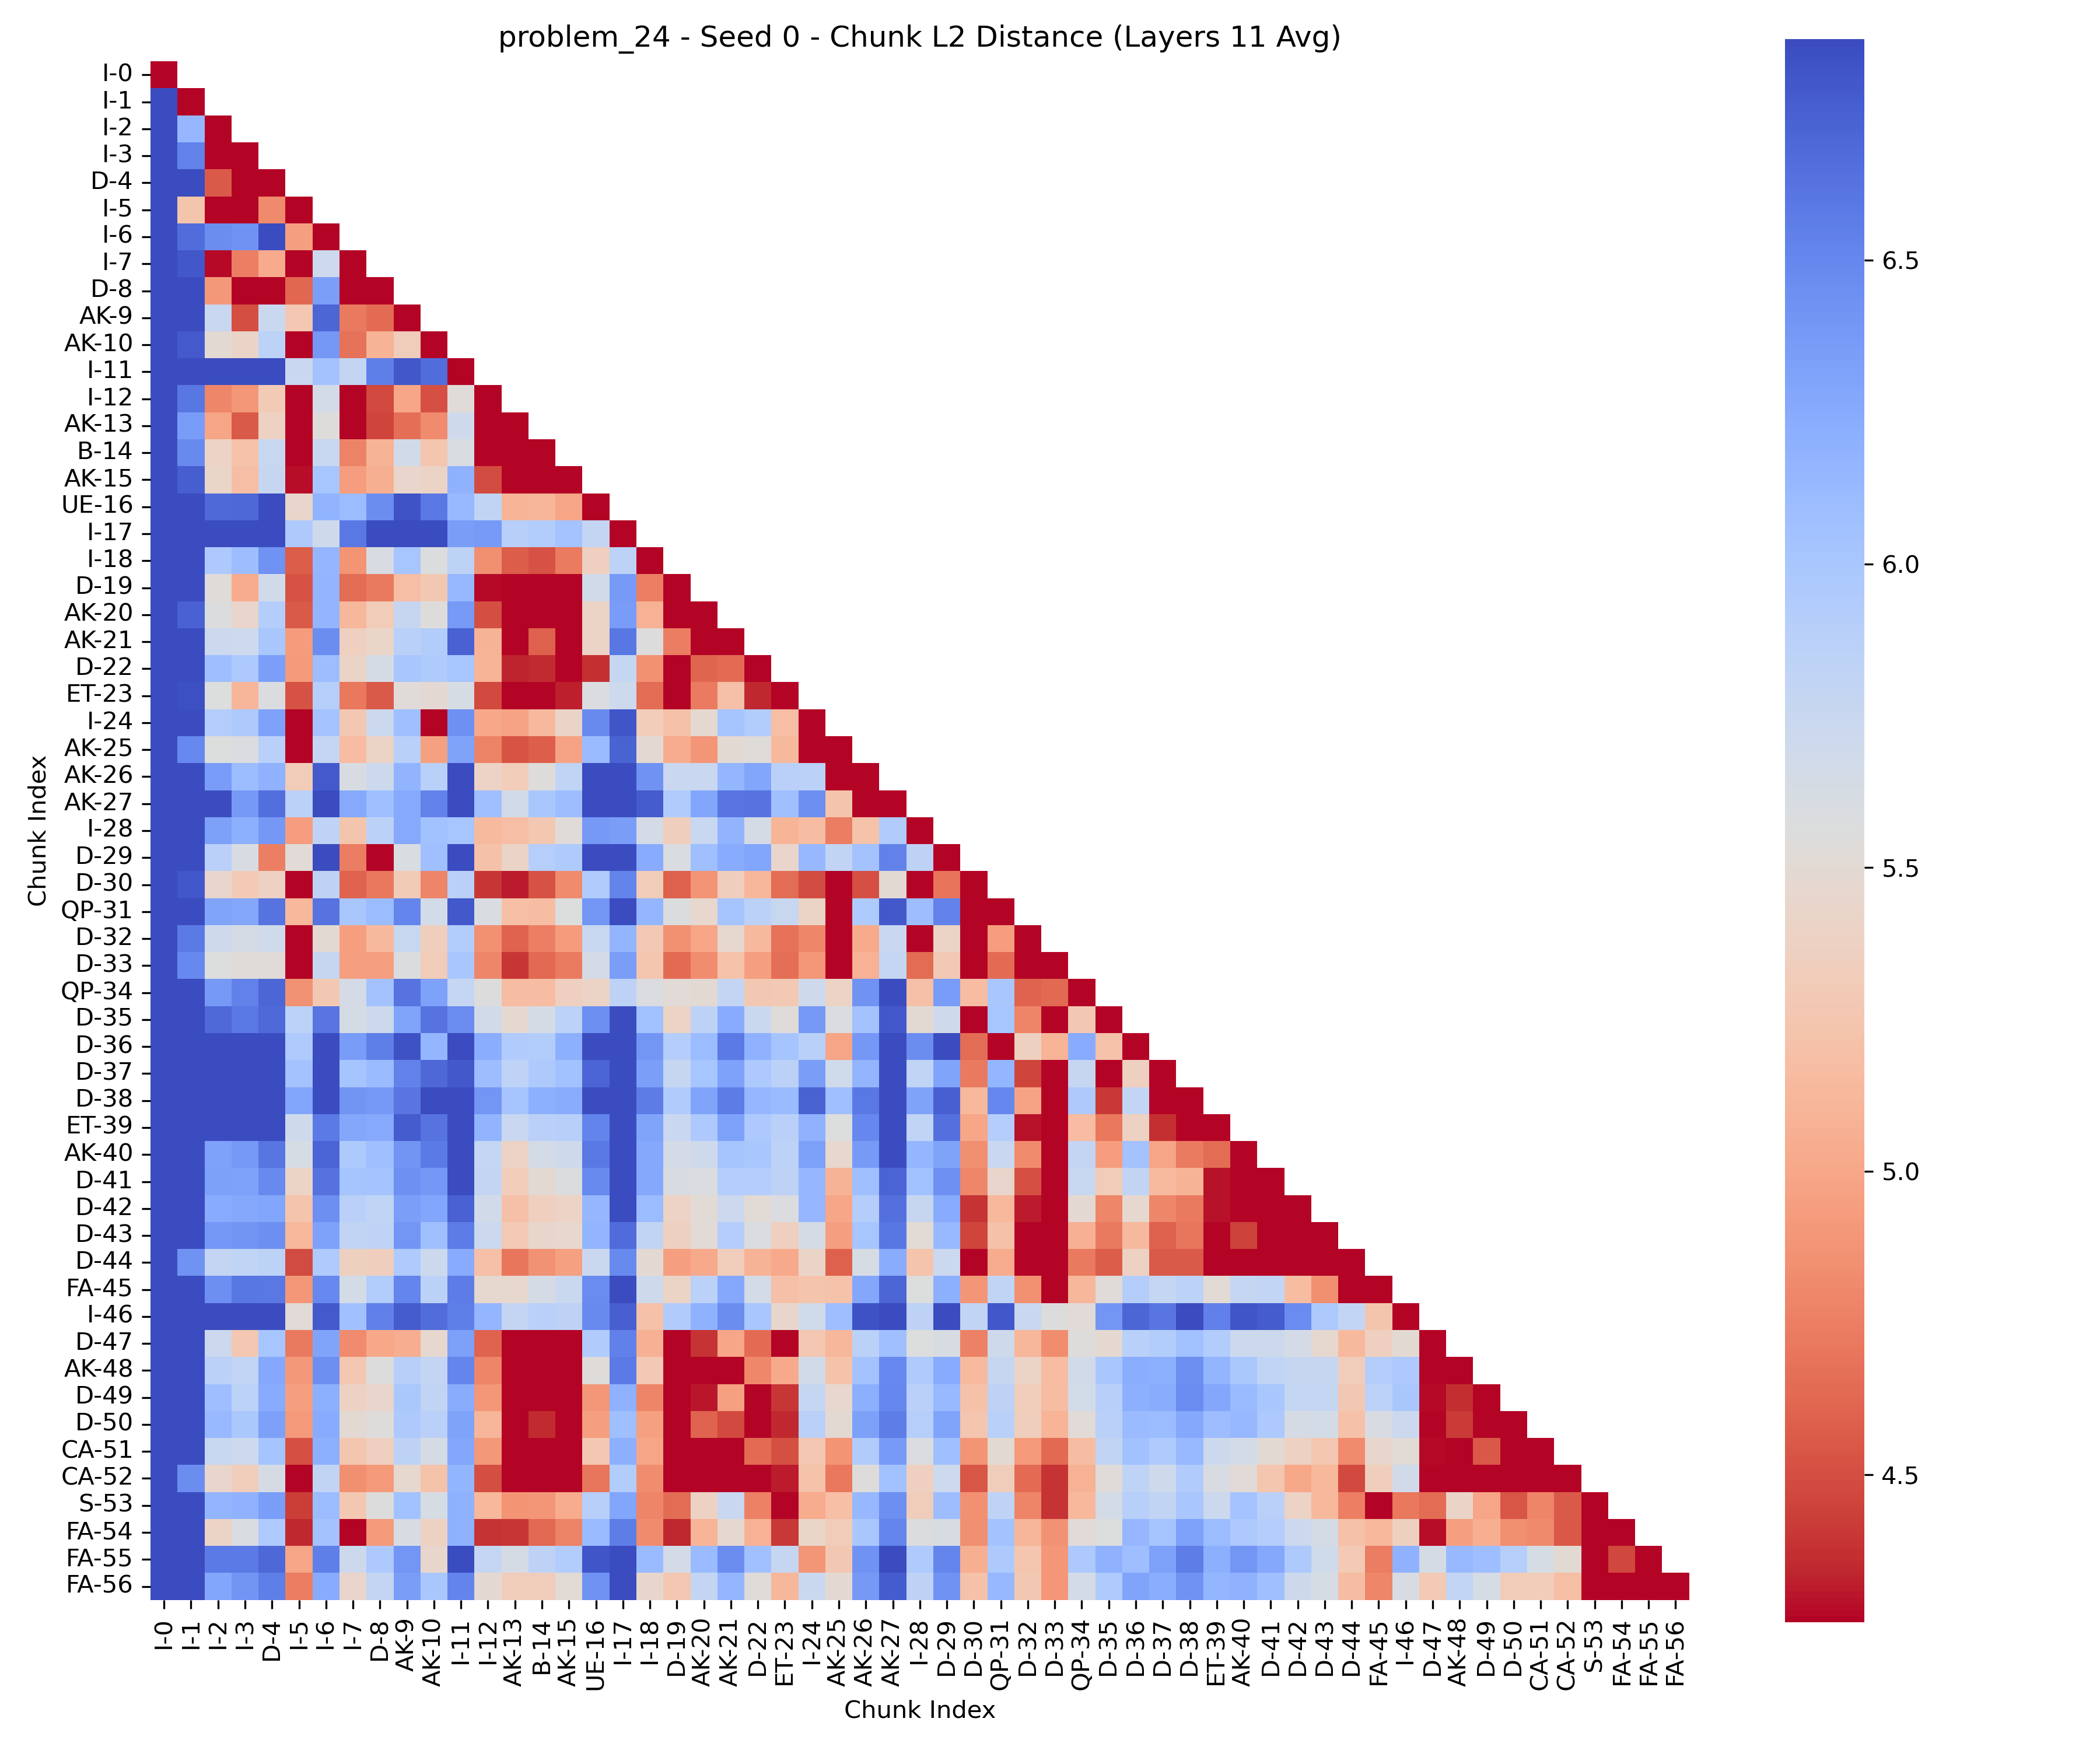 problem_24 - Seed 0 - Chunk L2 Distance (Layers 11 Avg)
Chunk Index
I-0
I-1
I-2
I-3
D-4
I-5
I-6
I-7
D-8
AK-9
AK-10
I-11
I-12
AK-13
B-14
AK-15
UE-16
I-17
I-18
D-19
AK-20
AK-21
D-22
ET-23
I-24
AK-25
AK-26
AK-27
I-28
D-29
D-30
QP-31
D-32
D-33
QP-34
D-35
D-36
D-37
D-38
ET-39
AK-40
D-41
D-42
D-43
D-44
FA-45
I-46
D-47
AK-48
D-49
D-50
CA-51
CA-52
S-53
FA-54
FA-55
FA-56
I-0 I-1 I-2 I-3 D-4 I-5 I-6 I-7 D-8 AK-9 AK-10 I-11 I-12 AK-13 B-14 AK-15 UE-16 I-17 I-18 D-19 AK-20 AK-21 D-22 ET-23 I-24 AK-25 AK-26 AK-27 I-28 D-29 D-30 QP-31 D-32 D-33 QP-34 D-35 D-36 D-37 D-38 ET-39 AK-40 D-41 D-42 D-43 D-44 FA-45 I-46 D-47 AK-48 D-49 D-50 CA-51 CA-52 S-53 FA-54 FA-55 FA-56
Chunk Index
6.5
6.0
5.5
5.0
4.5